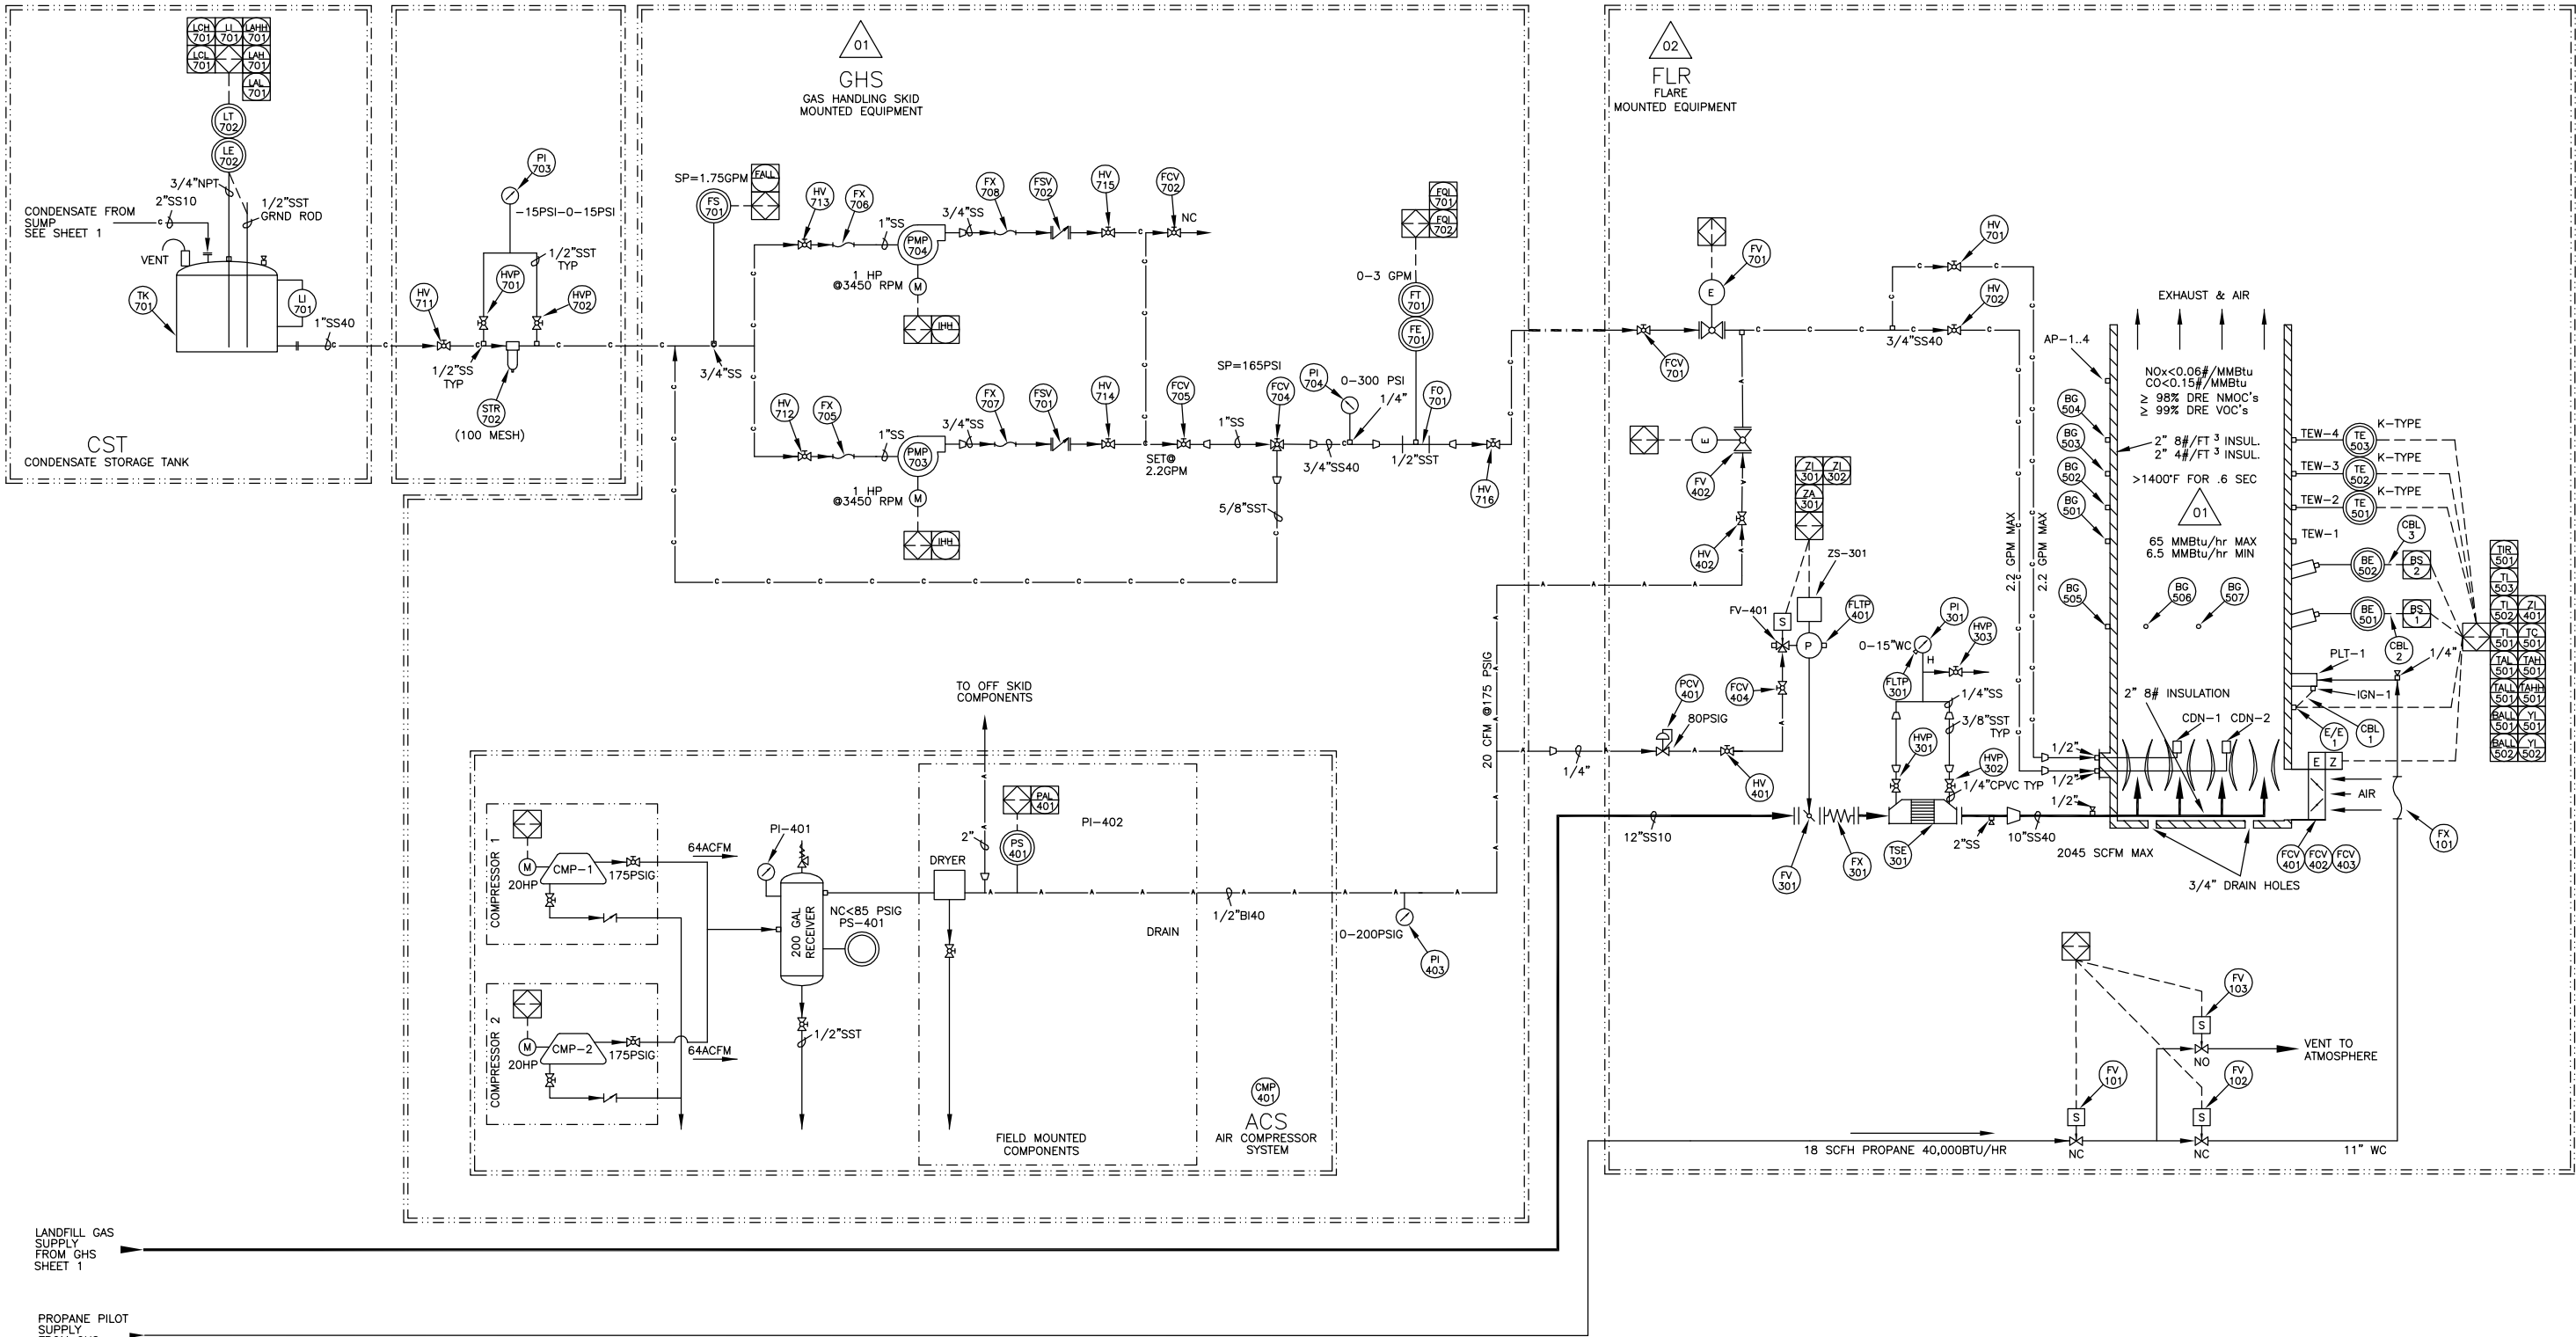 LCH
701
LI
701
LAHH
701
LCL
701
LAH
701
LAL
701
LT
702
LE
702
3/4"NPT
2"SS10
1/2"SST
GRND ROD
CONDENSATE FROM
SUMP
SEE SHEET 1
VENT
TK
701
LI
701
1"SS40
CST
CONDENSATE STORAGE TANK
PI
703
-15PSI-0-15PSI
1/2"SST
TYP
HVP
701
HVP
702
HV
711
1/2"SS
TYP
STR
702
(100 MESH)
01
GHS
GAS HANDLING SKID
MOUNTED EQUIPMENT
SP=1.75GPM
FALL
FS
701
3/4"SS
HV
713
FX
706
1"SS
PMP
704
3/4"SS
FX
708
FSV
702
HV
715
FCV
702
NC
1 HP
@3450 RPM
M
IHH
HV
712
FX
705
1"SS
PMP
703
3/4"SS
FX
707
FSV
701
HV
714
FCV
705
SET@
2.2GPM
1"SS
SP=165PSI
FCV
704
PI
704
0-300 PSI
1/4"
3/4"SS40
FQI
701
FQI
702
0-3 GPM
FT
701
FE
701
FO
701
1/2"SST
HV
716
1 HP
@3450 RPM
M
IHH
5/8"SST
TO OFF SKID
COMPONENTS
COMPRESSOR 1
M
20HP
CMP-1
175PSIG
64ACFM
COMPRESSOR 2
M
20HP
CMP-2
175PSIG
64ACFM
PI-401
200 GAL
RECEIVER
NC<85 PSIG
PS-401
1/2"SST
DRYER
2"
PAL
401
PS
401
PI-402
DRAIN
1/2"BI40
FIELD MOUNTED
COMPONENTS
CMP
401
ACS
AIR COMPRESSOR
SYSTEM
0-200PSIG
PI
403
20 CFM @175 PSIG
02
FLR
FLARE
MOUNTED EQUIPMENT
E
FV
701
FCV
701
E
FV
402
HV
402
3/4"SS40
HV
701
HV
702
2.2 GPM MAX
2.2 GPM MAX
ZI
301
ZI
302
ZA
301
ZS-301
FV-401
S
P
FLTP
401
FCV
404
PCV
401
80PSIG
HV
401
1/4"
PI
301
0-15"WC
H
HVP
303
FLTP
301
1/4"SS
3/8"SST
TYP
HVP
301
HVP
302
1/4"CPVC TYP
12"SS10
FV
301
FX
301
TSE
301
2"SS
10"SS40
2045 SCFM MAX
1/2"
1/2"
1/2"
EXHAUST & AIR
AP-1..4
NOx<0.06#/MMBtu
CO<0.15#/MMBtu
≥ 98% DRE NMOC's
≥ 99% DRE VOC's
2" 8#/FT 3 INSUL.
2" 4#/FT 3 INSUL.
>1400°F FOR .6 SEC
01
65 MMBtu/hr MAX
6.5 MMBtu/hr MIN
BG
504
BG
503
BG
502
BG
501
BG
505
BG
506
BG
507
2" 8# INSULATION
CDN-1 CDN-2
3/4" DRAIN HOLES
TEW-4
TE
503
K-TYPE
TEW-3
TE
502
K-TYPE
TEW-2
TE
501
K-TYPE
TEW-1
CBL
3
BE
502
BS
2
BE
501
BS
1
CBL
2
1/4"
PLT-1
IGN-1
E/E
1
CBL
1
E Z
AIR
FCV
401
FCV
402
FCV
403
FX
101
TIR
501
TI
503
TI
502
ZI
401
TI
501
TC
501
TAL
501
TAH
501
TALL
501
TAHH
501
BALL
501
YI
501
BALL
502
YI
502
FV
103
S
NO
VENT TO
ATMOSPHERE
FV
101
S
NC
FV
102
S
NC
18 SCFH PROPANE 40,000BTU/HR
11" WC
LANDFILL GAS
SUPPLY
FROM GHS
SHEET 1
PROPANE PILOT
SUPPLY